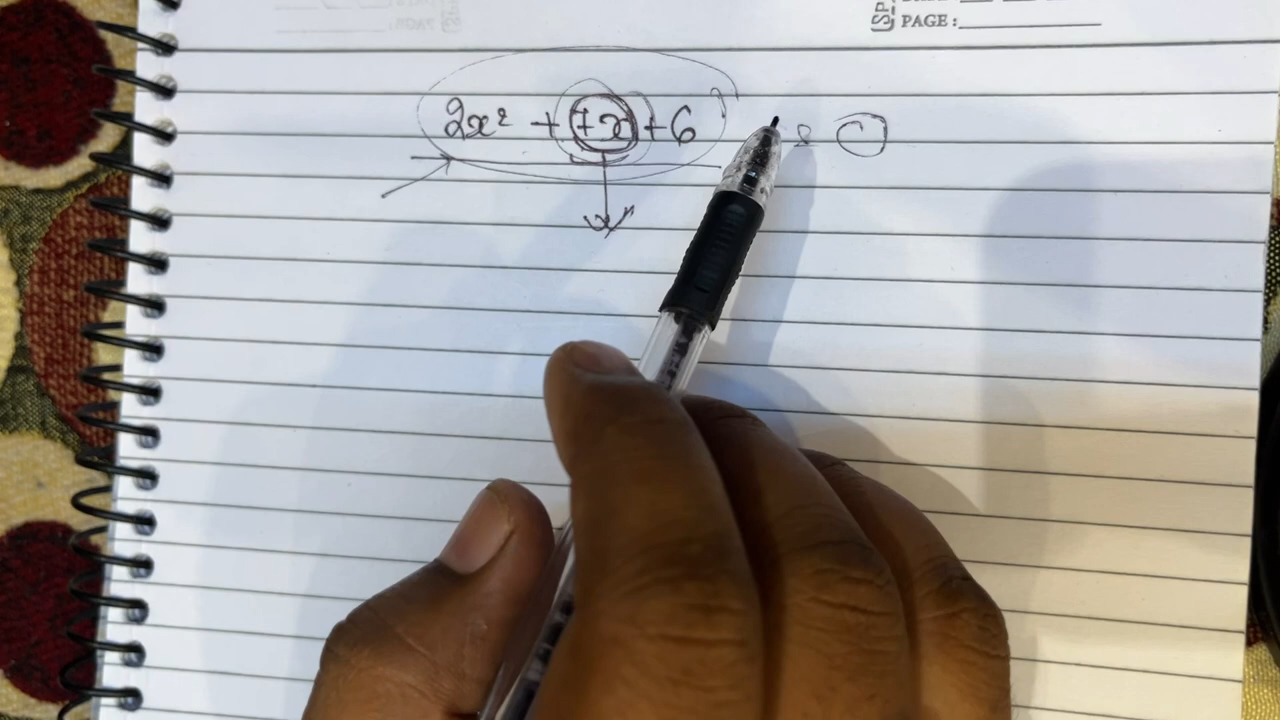 PAGE :
2x² + 7x + 6 = 0